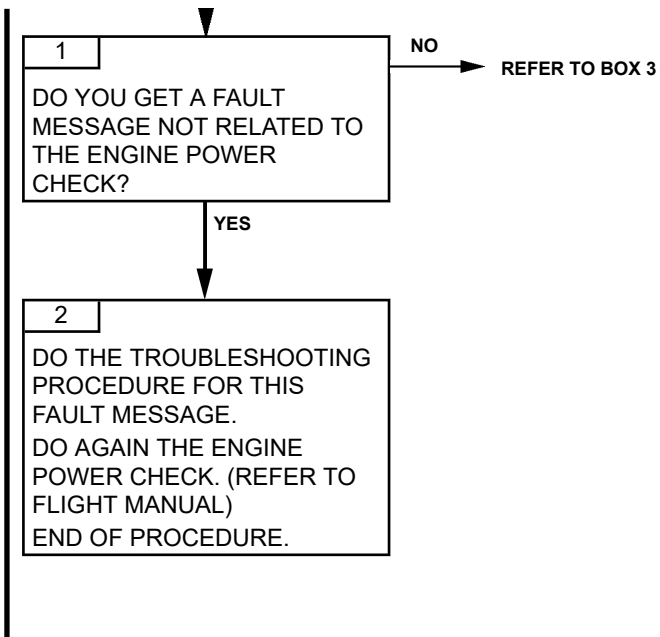 1
NO
REFER TO BOX 3
DO YOU GET A FAULT
MESSAGE NOT RELATED TO
THE ENGINE POWER
CHECK?
YES
2
DO THE TROUBLESHOOTING
PROCEDURE FOR THIS
FAULT MESSAGE.
DO AGAIN THE ENGINE
POWER CHECK. (REFER TO
FLIGHT MANUAL)
END OF PROCEDURE.